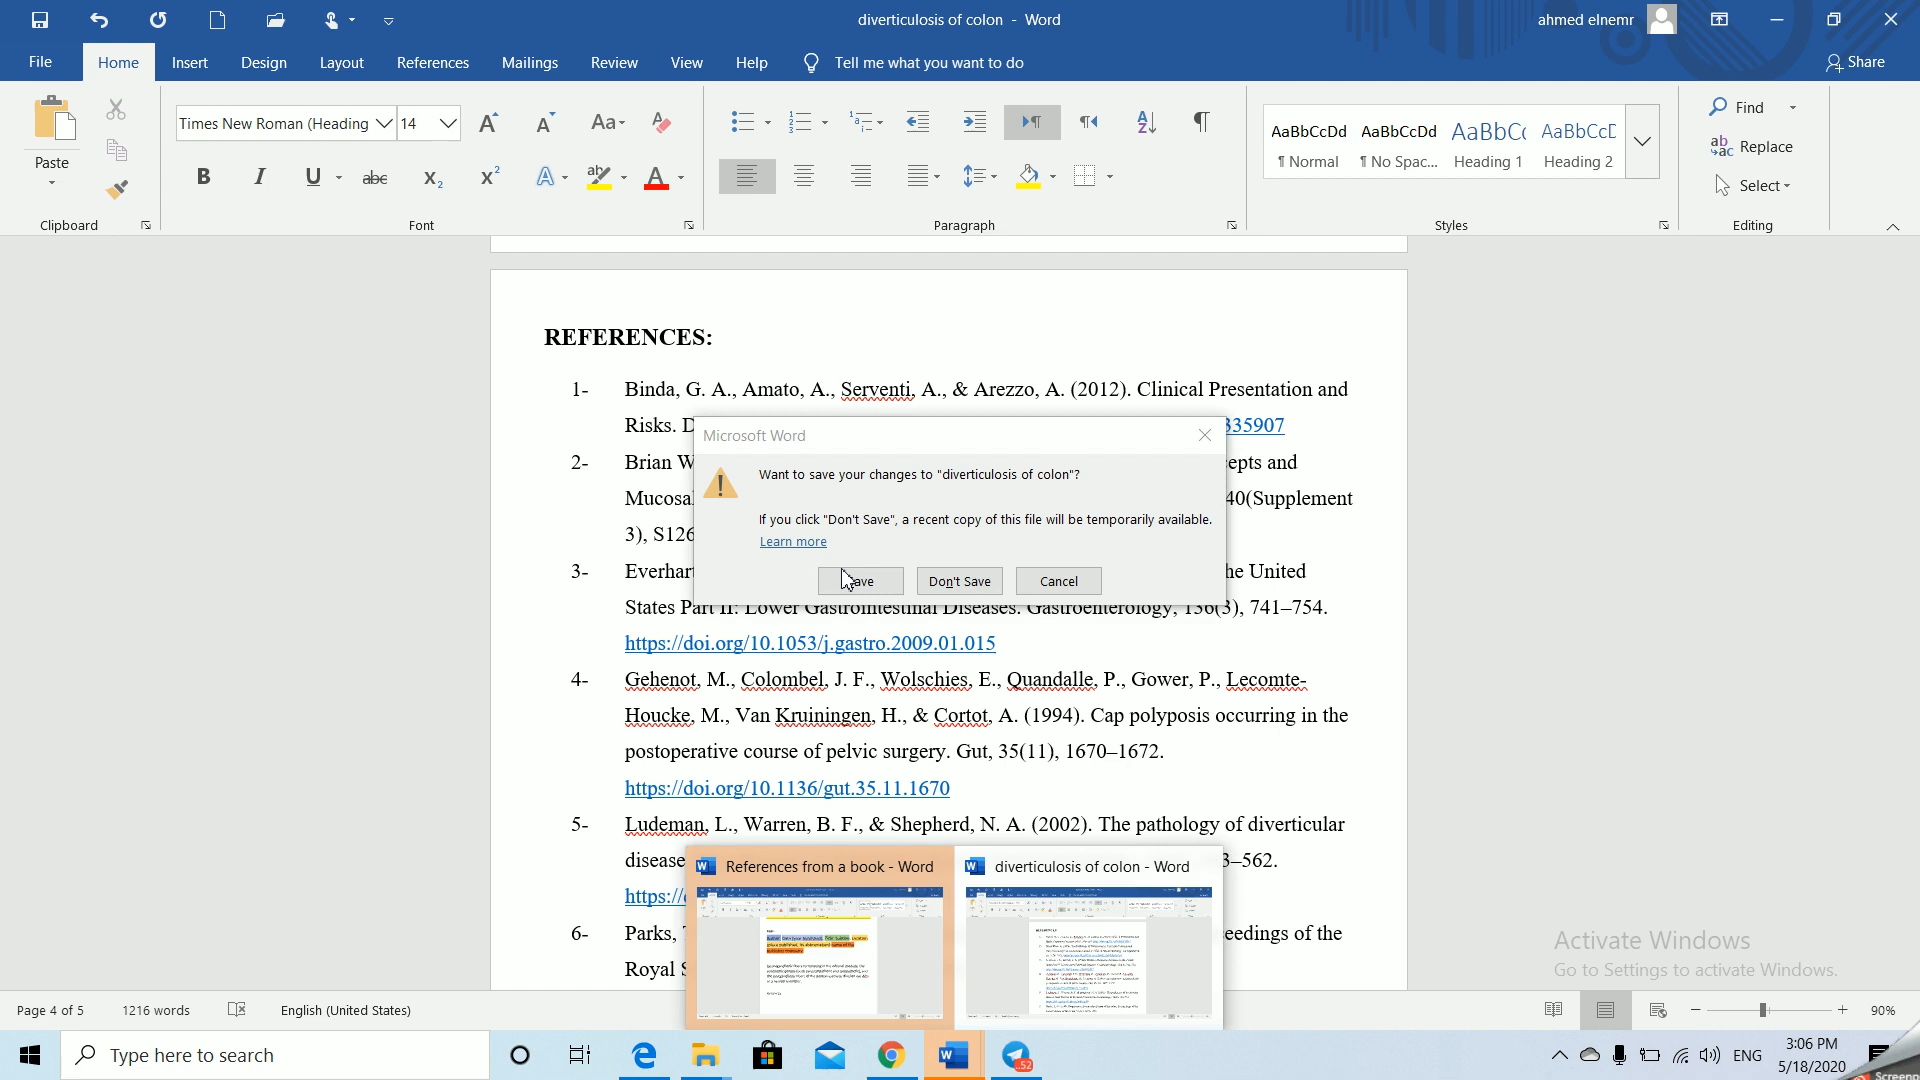 diverticulosis of colon - Word
ahmed elnemr
File Home Insert Design Layout References Mailings Review View Help Tell me what you want to do
Share
Paste
Times New Roman (Heading 14
AaBbCcDd AaBbCcDd AaBbCc AaBbCcE
¶ Normal ¶ No Spac... Heading 1 Heading 2
Find
Replace
Select
Clipboard Font Paragraph Styles Editing
REFERENCES:
1- Binda, G. A., Amato, A., Serventi, A., & Arezzo, A. (2012). Clinical Presentation and
Risks. D 335907
2- Brian W epts and
Mucosa 40(Supplement
3), S126
3- Everhart he United
States Part II: Lower Gastrointestinal Diseases. Gastroenterology, 136(3), 741–754.
https://doi.org/10.1053/j.gastro.2009.01.015
4- Gehenot, M., Colombel, J. F., Wolschies, E., Quandalle, P., Gower, P., Lecomte-
Houcke, M., Van Kruiningen, H., & Cortot, A. (1994). Cap polyposis occurring in the
postoperative course of pelvic surgery. Gut, 35(11), 1670–1672.
https://doi.org/10.1136/gut.35.11.1670
5- Ludeman, L., Warren, B. F., & Shepherd, N. A. (2002). The pathology of diverticular
disease 3–562.
https://
6- Parks, eedings of the
Royal S
Microsoft Word
Want to save your changes to "diverticulosis of colon"?
If you click "Don't Save", a recent copy of this file will be temporarily available.
Learn more
Save Don't Save Cancel
References from a book - Word
diverticulosis of colon - Word
Activate Windows
Go to Settings to activate Windows.
Page 4 of 5 1216 words English (United States) 90%
Type here to search
52
ENG
3:06 PM
5/18/2020